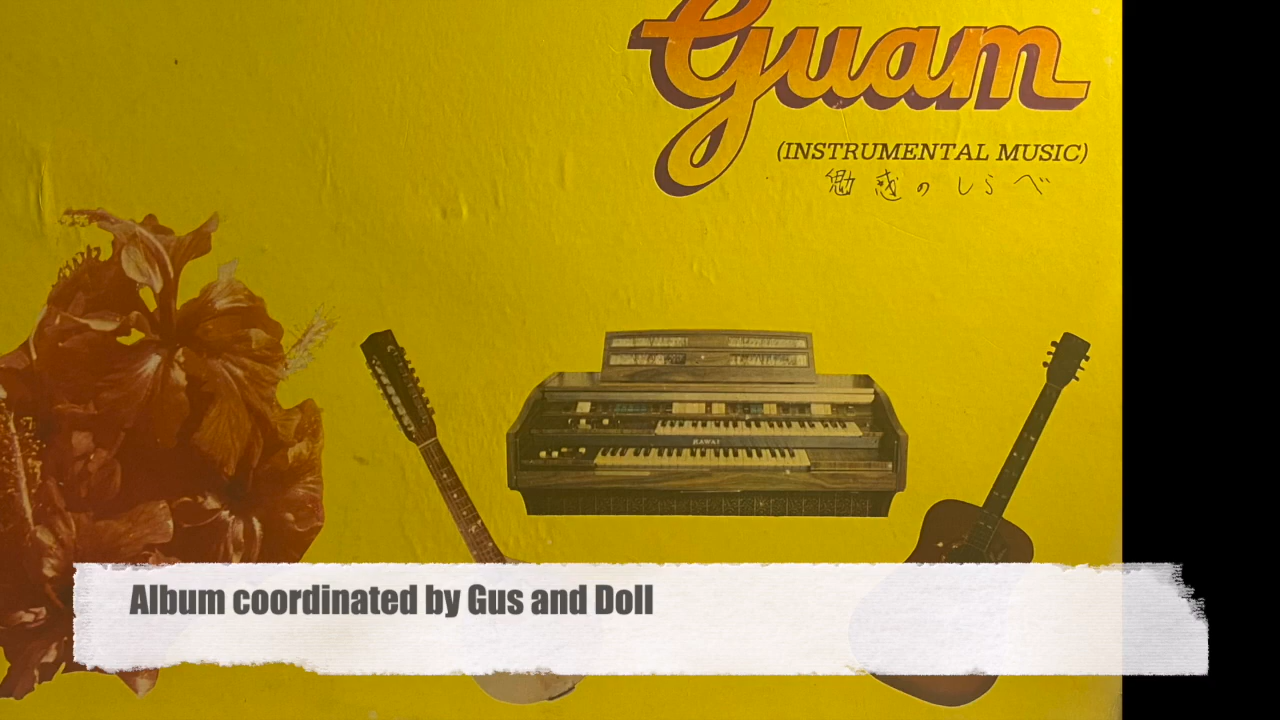 Guam
(INSTRUMENTAL MUSIC)
魅惑のしらべ
KAWAI
Album coordinated by Gus and Doll